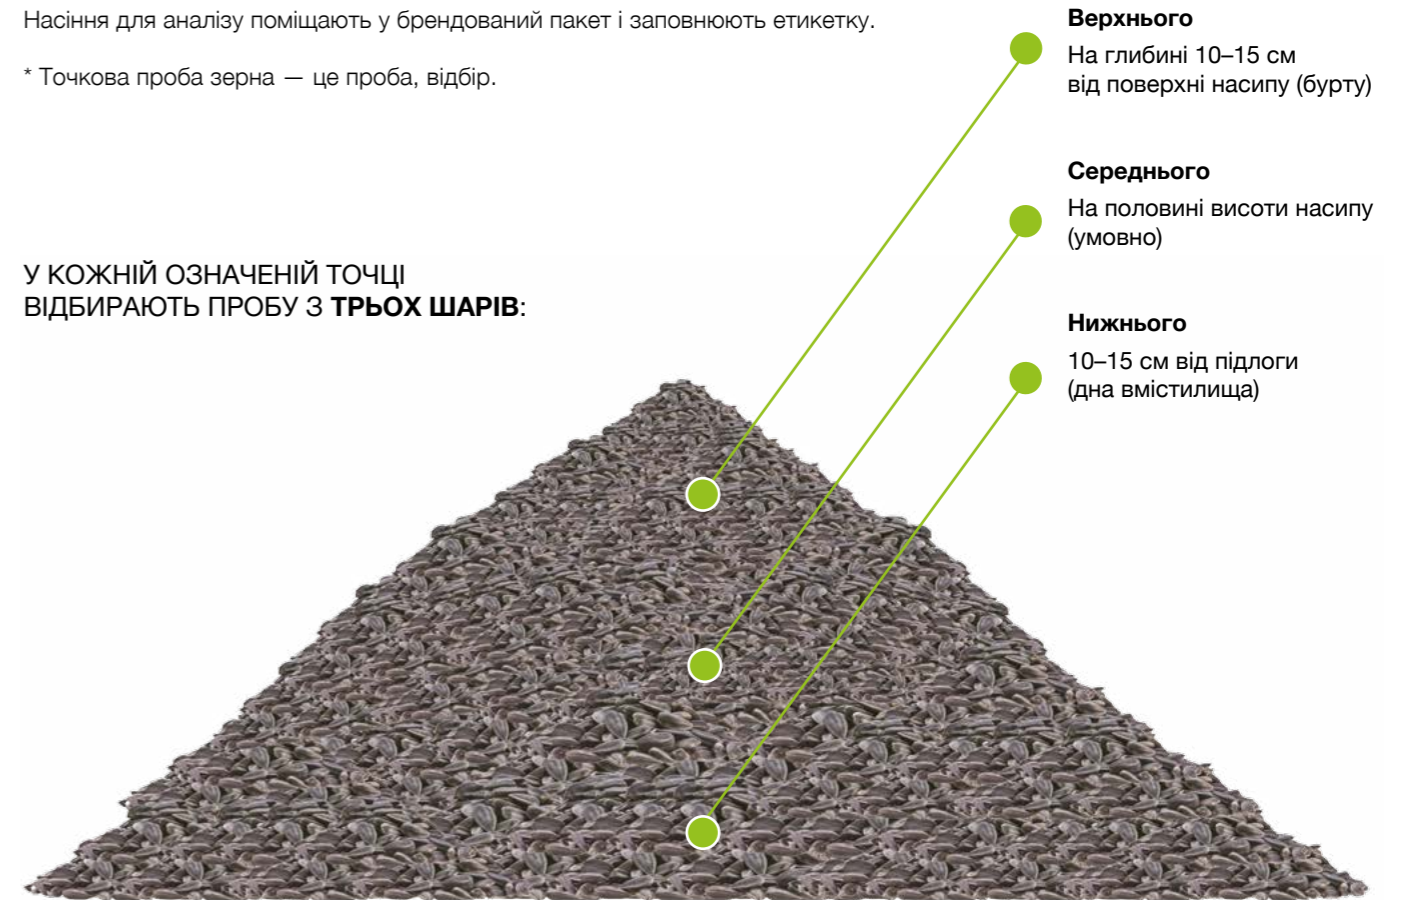 Насіння для аналізу поміщають у брендований пакет і заповнюють етикетку.
* Точкова проба зерна — це проба, відбір.
У КОЖНІЙ ОЗНАЧЕНІЙ ТОЧЦІ
ВІДБИРАЮТЬ ПРОБУ З ТРЬОХ ШАРІВ:
Верхнього
На глибині 10–15 см
від поверхні насипу (бурту)
Середнього
На половині висоти насипу
(умовно)
Нижнього
10–15 см від підлоги
(дна вмістилища)